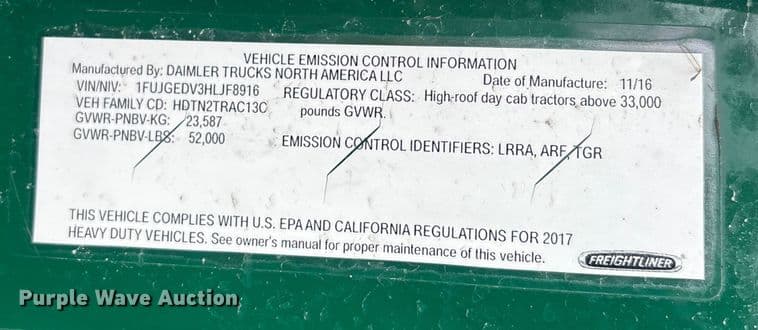 VEHICLE EMISSION CONTROL INFORMATION
Manufactured By: DAIMLER TRUCKS NORTH AMERICA LLC Date of Manufacture: 11/16
VIN/NIV: 1FUJGEDV3HLJF8916 REGULATORY CLASS: High-roof day cab tractors above 33,000
VEH FAMILY CD: HDTN2TRAC13C pounds GVWR.
GVWR-PNBV-KG: 23,587
GVWR-PNBV-LBS: 52,000 EMISSION CONTROL IDENTIFIERS: LRRA, ARF, TGR
THIS VEHICLE COMPLIES WITH U.S. EPA AND CALIFORNIA REGULATIONS FOR 2017
HEAVY DUTY VEHICLES. See owner's manual for proper maintenance of this vehicle.
FREIGHTLINER
Purple Wave Auction